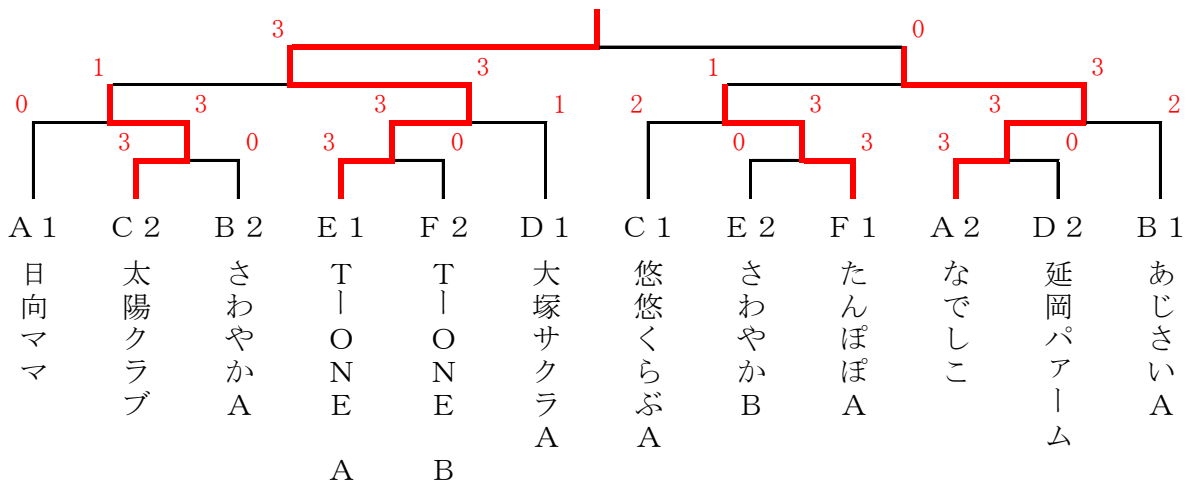 3 0
1 3 1 3
0 3 3 1 2 3 3 2
3 0 3 0 0 3 3 0
A1 C2 B2 E1 F2 D1 C1 E2 F1 A2 D2 B1
日向ママ
太陽クラブ
さわやかA
T－ONE A
T－ONE B
大塚サクラA
悠悠くらぶA
さわやかB
たんぽぽA
なでしこ
延岡パァーム
あじさいA